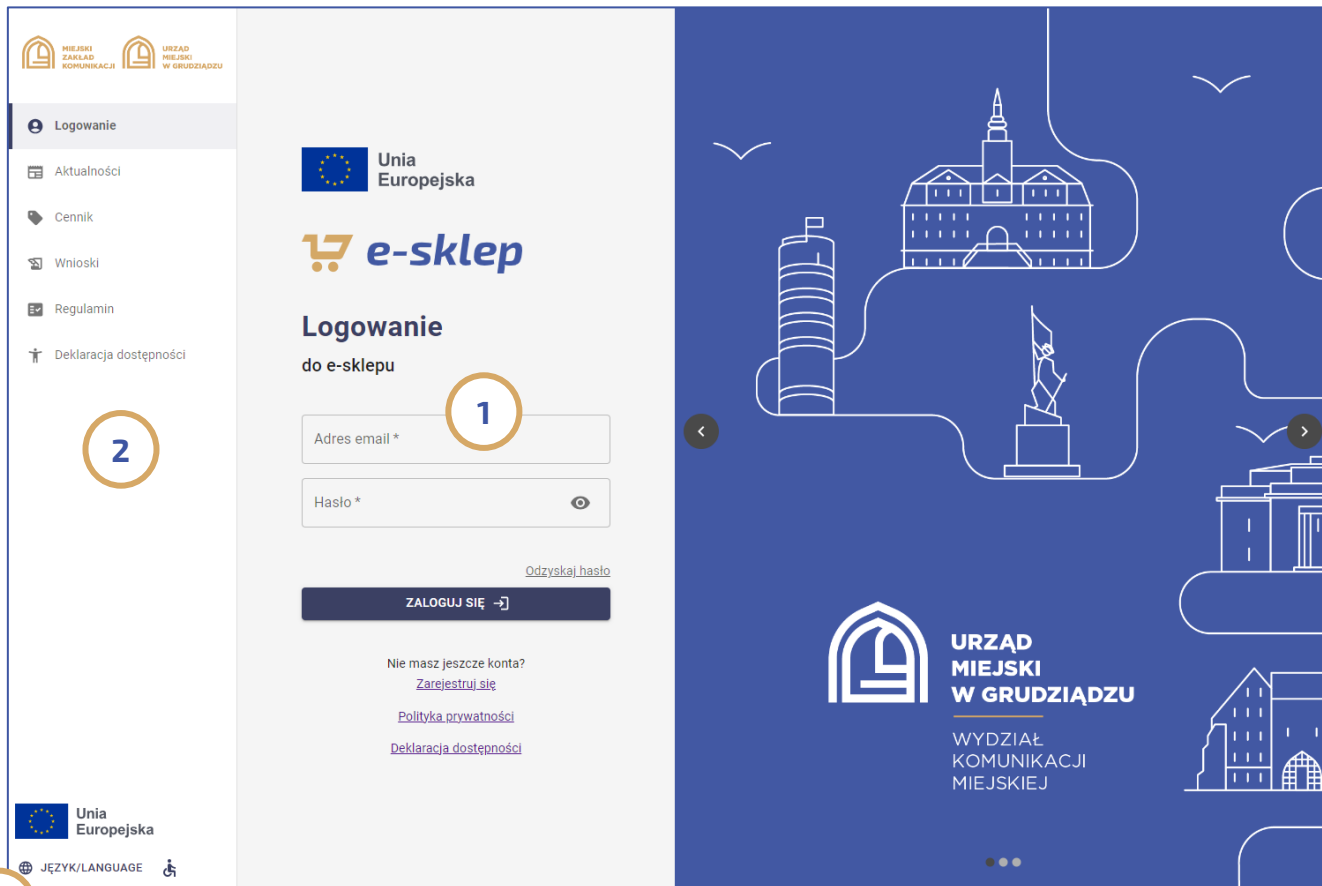 MIEJSKI
ZAKŁAD
KOMUNIKACJI
URZĄD
MIEJSKI
W GRUDZIĄDZU
Logowanie
Aktualności
Cennik
Wnioski
Regulamin
Deklaracja dostępności
2
Unia
Europejska
JĘZYK/LANGUAGE
Unia
Europejska
e-sklep
Logowanie
do e-sklepu
1
Adres email *
Hasło *
Odzyskaj hasło
ZALOGUJ SIĘ
Nie masz jeszcze konta?
Zarejestruj się
Polityka prywatności
Deklaracja dostępności
URZĄD
MIEJSKI
W GRUDZIĄDZU
WYDZIAŁ
KOMUNIKACJI
MIEJSKIEJ